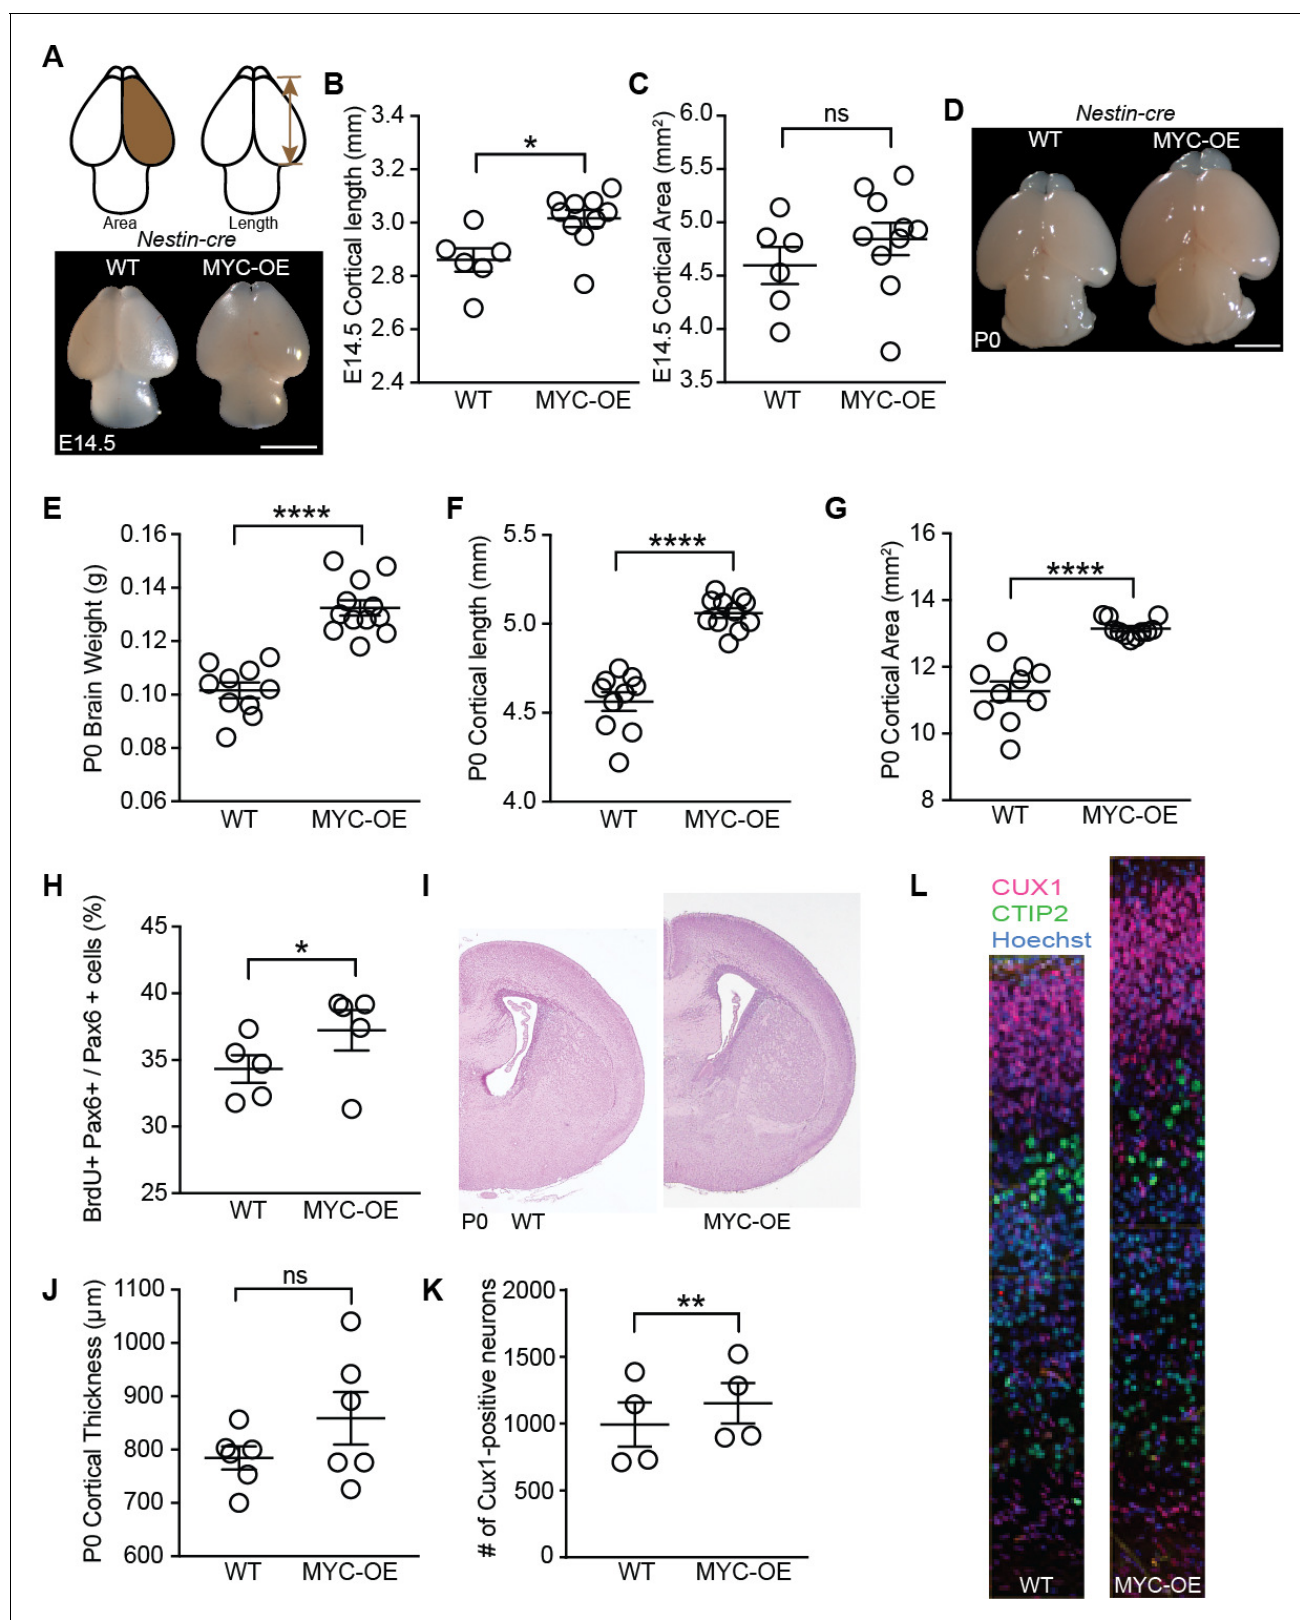 A
Area
Length
Nestin-cre
WT
MYC-OE
E14.5
B
E14.5 Cortical length (mm)
3.4
3.2
3.0
2.8
2.6
2.4
*
WT
MYC-OE
C
E14.5 Cortical Area (mm²)
6.0
5.5
5.0
4.5
4.0
3.5
ns
WT
MYC-OE
D
Nestin-cre
WT
MYC-OE
P0
E
P0 Brain Weight (g)
0.16
0.14
0.12
0.10
0.08
0.06
****
WT
MYC-OE
F
P0 Cortical length (mm)
5.5
5.0
4.5
4.0
****
WT
MYC-OE
G
P0 Cortical Area (mm²)
16
14
12
10
8
****
WT
MYC-OE
H
BrdU+ Pax6+ / Pax6 + cells (%)
45
40
35
30
25
*
WT
MYC-OE
I
P0
WT
MYC-OE
J
P0 Cortical Thickness (µm)
1100
1000
900
800
700
600
ns
WT
MYC-OE
K
# of Cux1-positive neurons
2000
1500
1000
500
0
**
WT
MYC-OE
L
CUX1
CTIP2
Hoechst
WT
MYC-OE